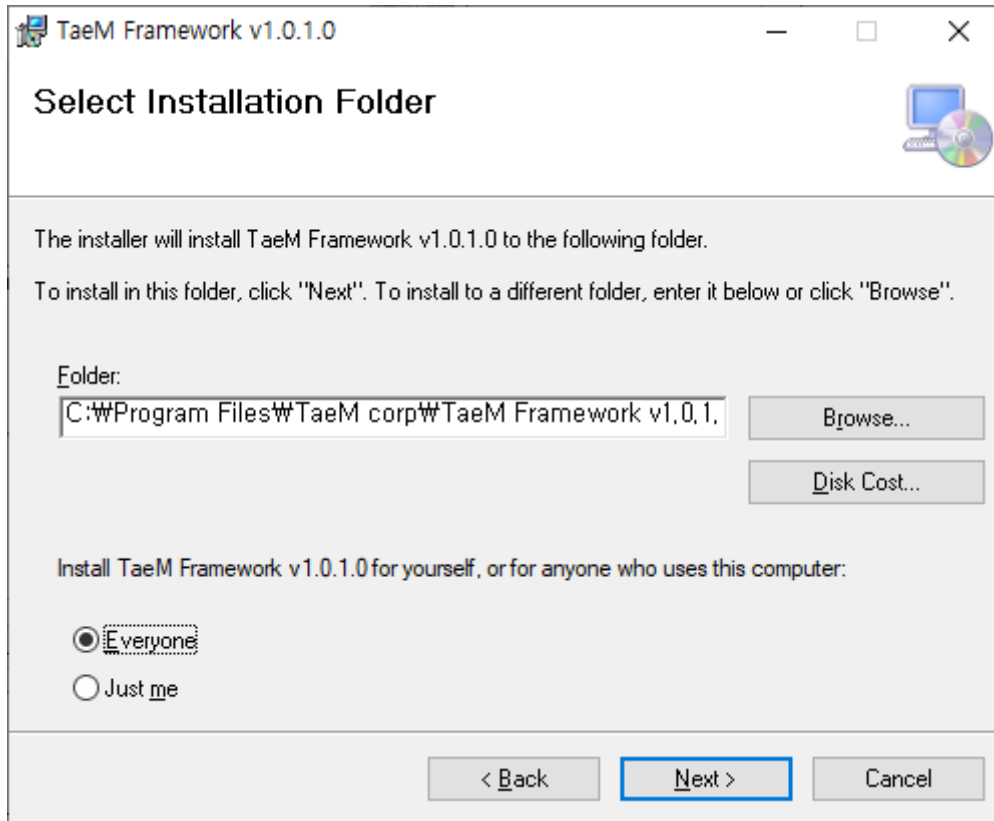 TaeM Framework v1.0.1.0
Select Installation Folder
The installer will install TaeM Framework v1.0.1.0 to the following folder.
To install in this folder, click "Next". To install to a different folder, enter it below or click "Browse".
Folder:
C:₩Program Files₩TaeM corp₩TaeM Framework v1.0.1.
Browse...
Disk Cost...
Install TaeM Framework v1.0.1.0 for yourself, or for anyone who uses this computer:
Everyone
Just me
< Back
Next >
Cancel